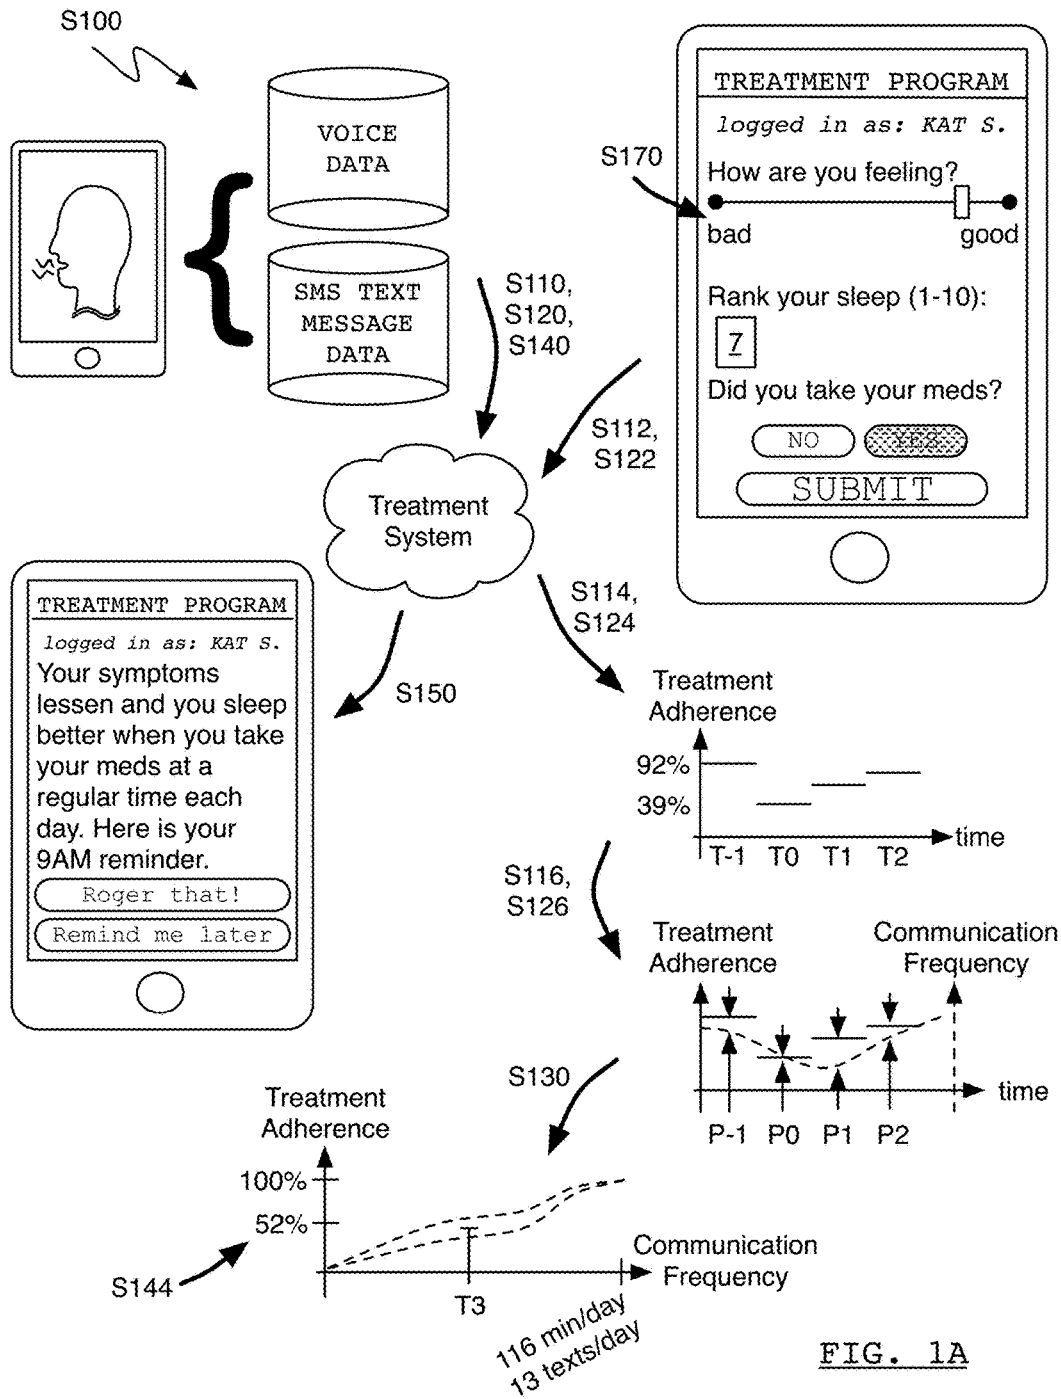 S100
VOICE
DATA
SMS TEXT
MESSAGE
DATA
S110,
S120,
S140
S170
TREATMENT PROGRAM
logged in as: KAT S.
How are you feeling?
bad
good
Rank your sleep (1-10):
7
Did you take your meds?
NO
YES
SUBMIT
S112,
S122
Treatment
System
S114,
S124
S150
TREATMENT PROGRAM
logged in as: KAT S.
Your symptoms
lessen and you sleep
better when you take
your meds at a
regular time each
day. Here is your
9AM reminder.
Roger that!
Remind me later
Treatment
Adherence
92%
39%
T-1 T0 T1 T2
time
S116,
S126
Treatment
Adherence
Communication
Frequency
time
P-1 P0 P1 P2
S130
Treatment
Adherence
100%
52%
S144
T3
Communication
Frequency
116 min/day
13 texts/day
FIG. 1A